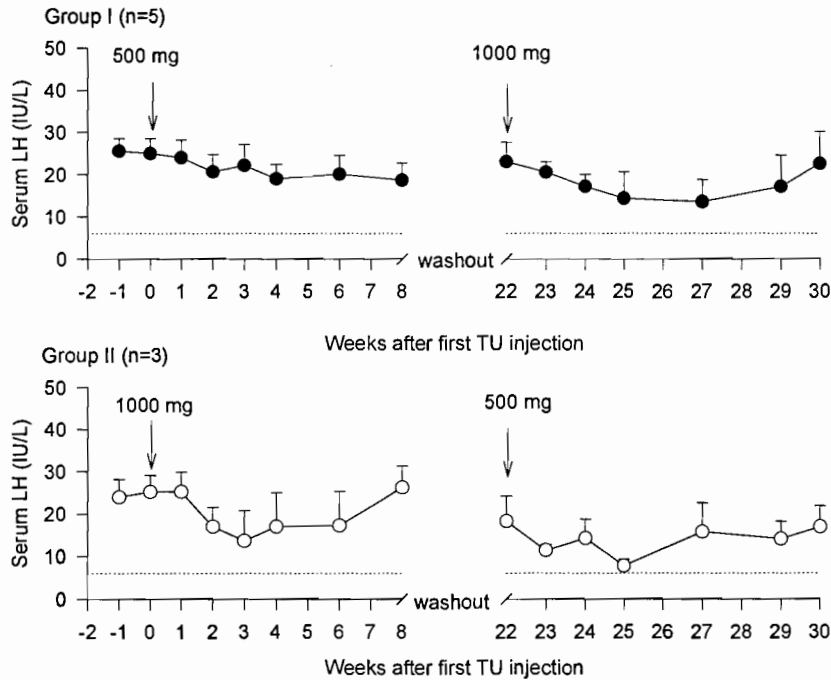 Group I (n=5)
500 mg
1000 mg
Serum LH (IU/L)
50
40
30
20
10
0
washout
-2 -1 0 1 2 3 4 5 6 7 8
22 23 24 25 26 27 28 29 30
Weeks after first TU injection
Group II (n=3)
1000 mg
500 mg
Serum LH (IU/L)
50
40
30
20
10
0
washout
-2 -1 0 1 2 3 4 5 6 7 8
22 23 24 25 26 27 28 29 30
Weeks after first TU injection